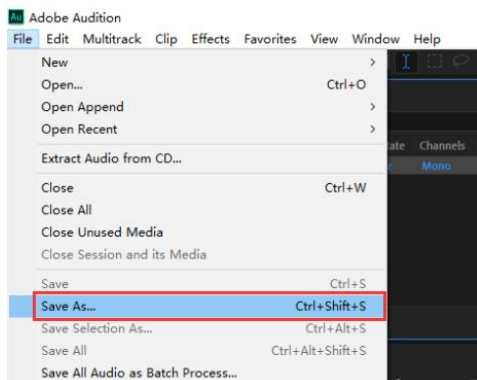 Au Adobe Audition
File Edit Multitrack Clip Effects Favorites View Window Help
New >
Open... Ctrl+O
Open Append >
Open Recent >
Extract Audio from CD...
Channels
Mono
Close Ctrl+W
Close All
Close Unused Media
Close Session and its Media
Save Ctrl+S
Save As... Ctrl+Shift+S
Save Selection As... Ctrl+Alt+S
Save All Ctrl+Alt+Shift+S
Save All Audio as Batch Process...